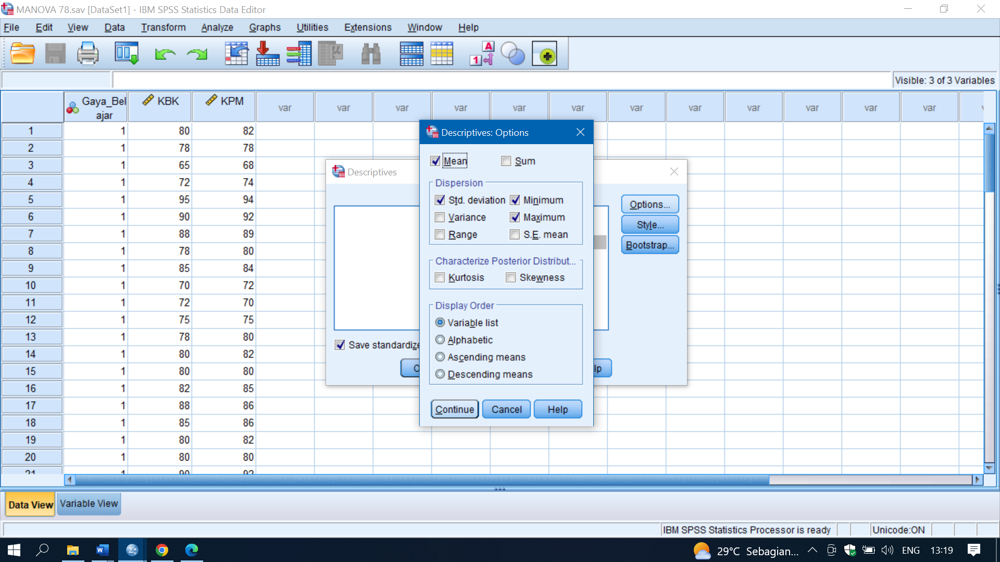 MANOVA 78.sav [DataSet1] - IBM SPSS Statistics Data Editor
File Edit View Data Transform Analyze Graphs Utilities Extensions Window Help
Visible: 3 of 3 Variables
Gaya_Bel
ajar KBK KPM var var var var var var var var var var var var
1 1 80 82
2 1 78 78
3 1 65 68
4 1 72 74
5 1 95 94
6 1 90 92
7 1 88 89
8 1 78 80
9 1 85 84
10 1 70 72
11 1 72 70
12 1 75 75
13 1 78 80
14 1 80 82
15 1 80 80
16 1 82 85
17 1 88 86
18 1 85 86
19 1 80 82
20 1 80 80
21 1 90 92
Descriptives
Options...
Style...
Bootstrap...
Save standardize
Descriptives: Options
Mean Sum
Dispersion
Std. deviation Minimum
Variance Maximum
Range S.E. mean
Characterize Posterior Distribut...
Kurtosis Skewness
Display Order
Variable list
Alphabetic
Ascending means
Descending means
Continue Cancel Help
Data View Variable View
IBM SPSS Statistics Processor is ready Unicode:ON
29°C Sebagian... ENG 13:19